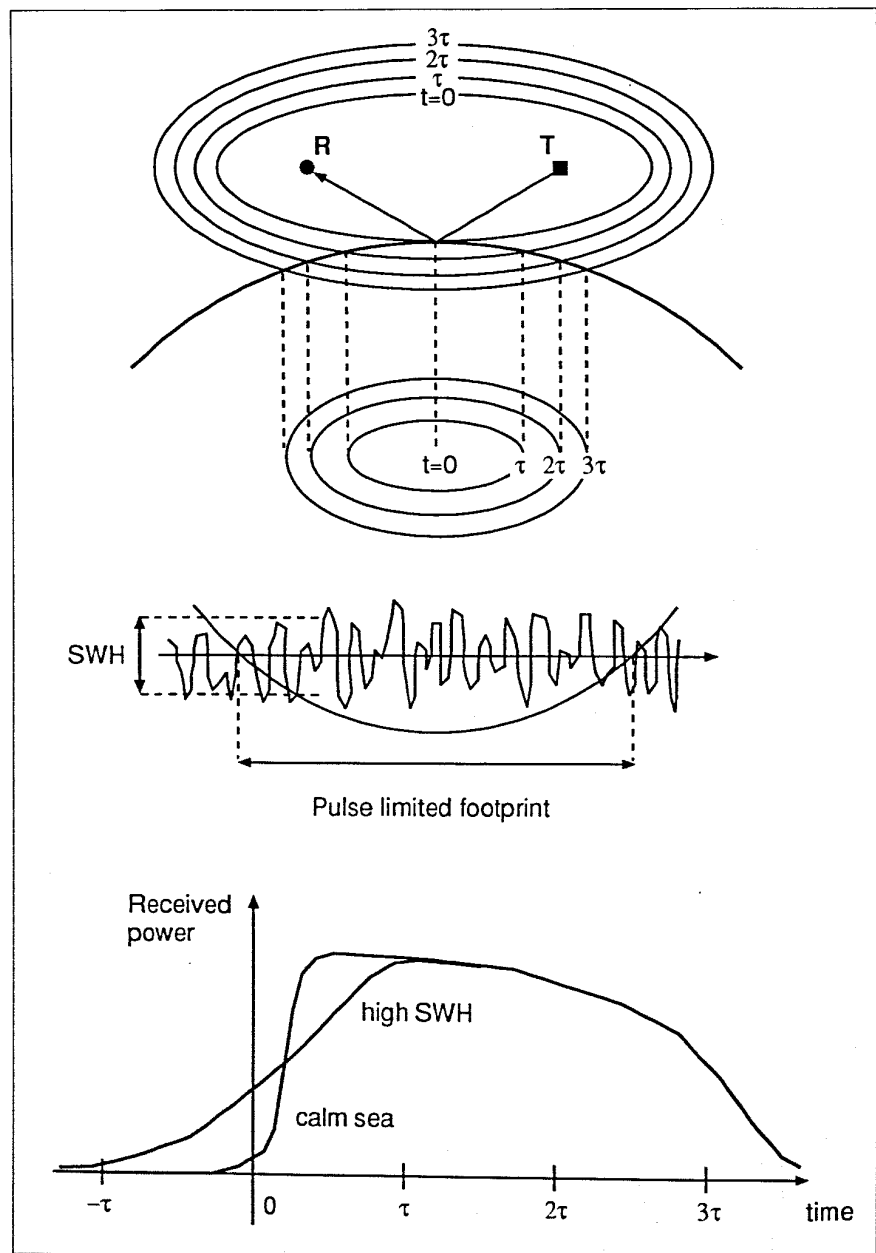 3τ
2τ
τ
t=0
R T
t=0 τ 2τ 3τ
SWH
Pulse limited footprint
Received
power
high SWH
calm sea
−τ 0 τ 2τ 3τ time